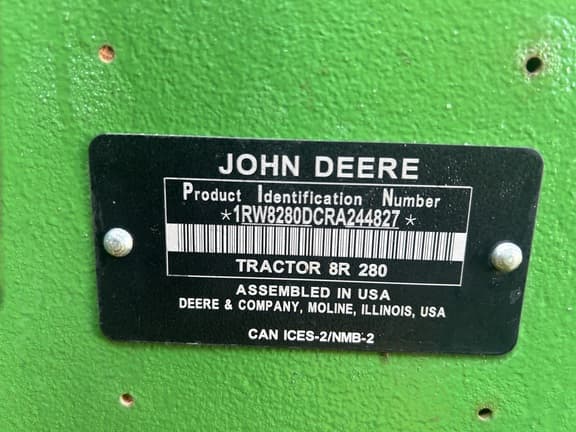 JOHN DEERE
Product Identification Number
*1RW8280DCRA244827*
TRACTOR 8R 280
ASSEMBLED IN USA
DEERE & COMPANY, MOLINE, ILLINOIS, USA
CAN ICES-2/NMB-2